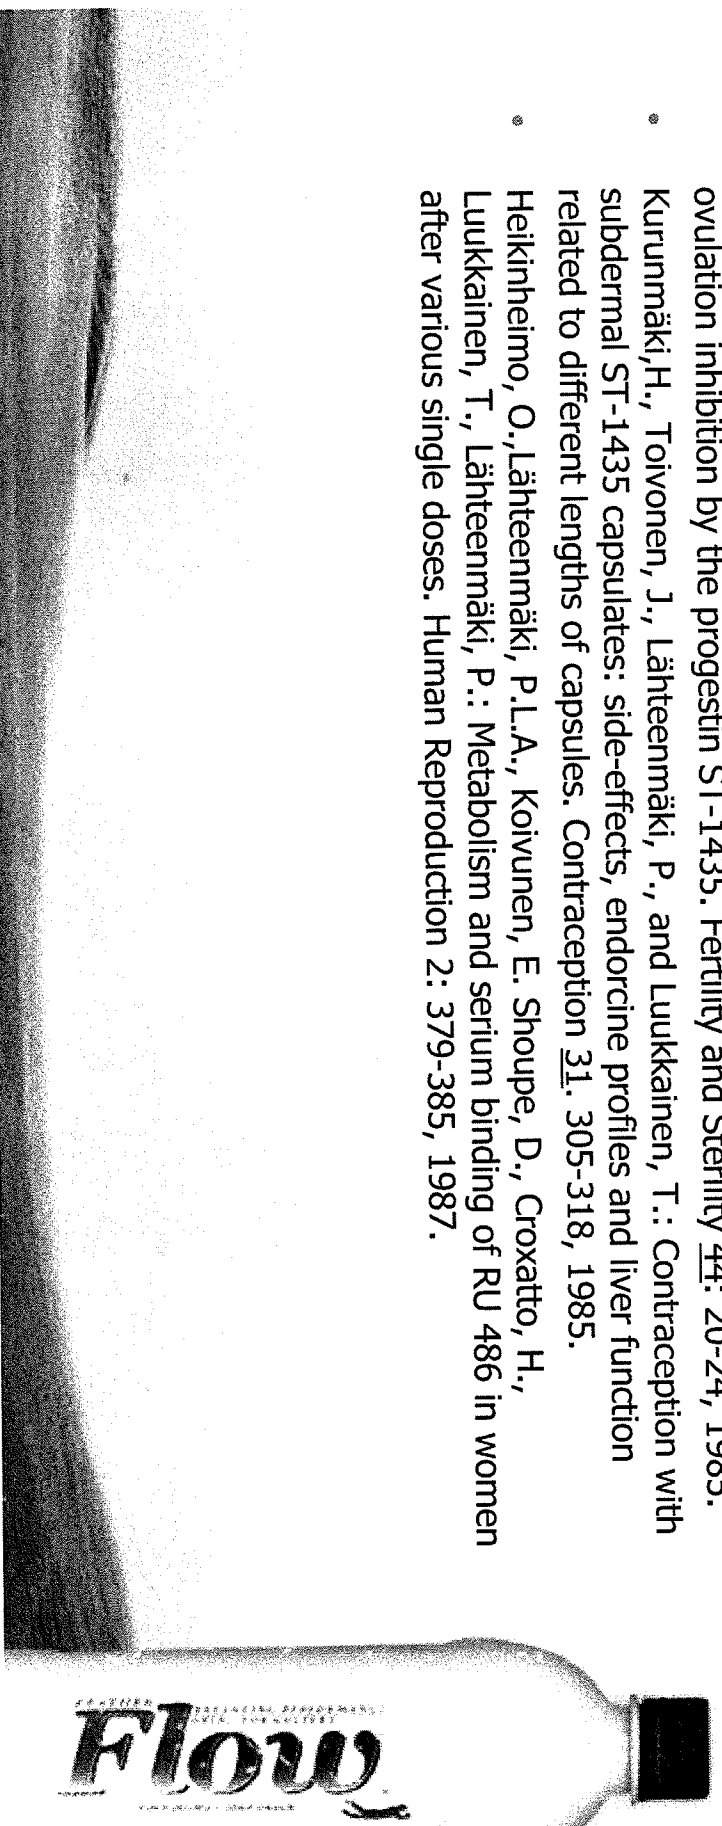 ovulation inhibition by the progestin ST-1435. Fertility and Sterility 44: 20-24, 1985.
Kurunmäki,H., Toivonen, J., Lähteenmäki, P., and Luukkainen, T.: Contraception with
subdermal ST-1435 capsulates: side-effects, endorcine profiles and liver function
related to different lengths of capsules. Contraception 31. 305-318, 1985.
Heikinheimo, O.,Lähteenmäki, P.L.A., Koivunen, E. Shoupe, D., Croxatto, H.,
Luukkainen, T., Lähteenmäki, P.: Metabolism and serium binding of RU 486 in women
after various single doses. Human Reproduction 2: 379-385, 1987.
Flow